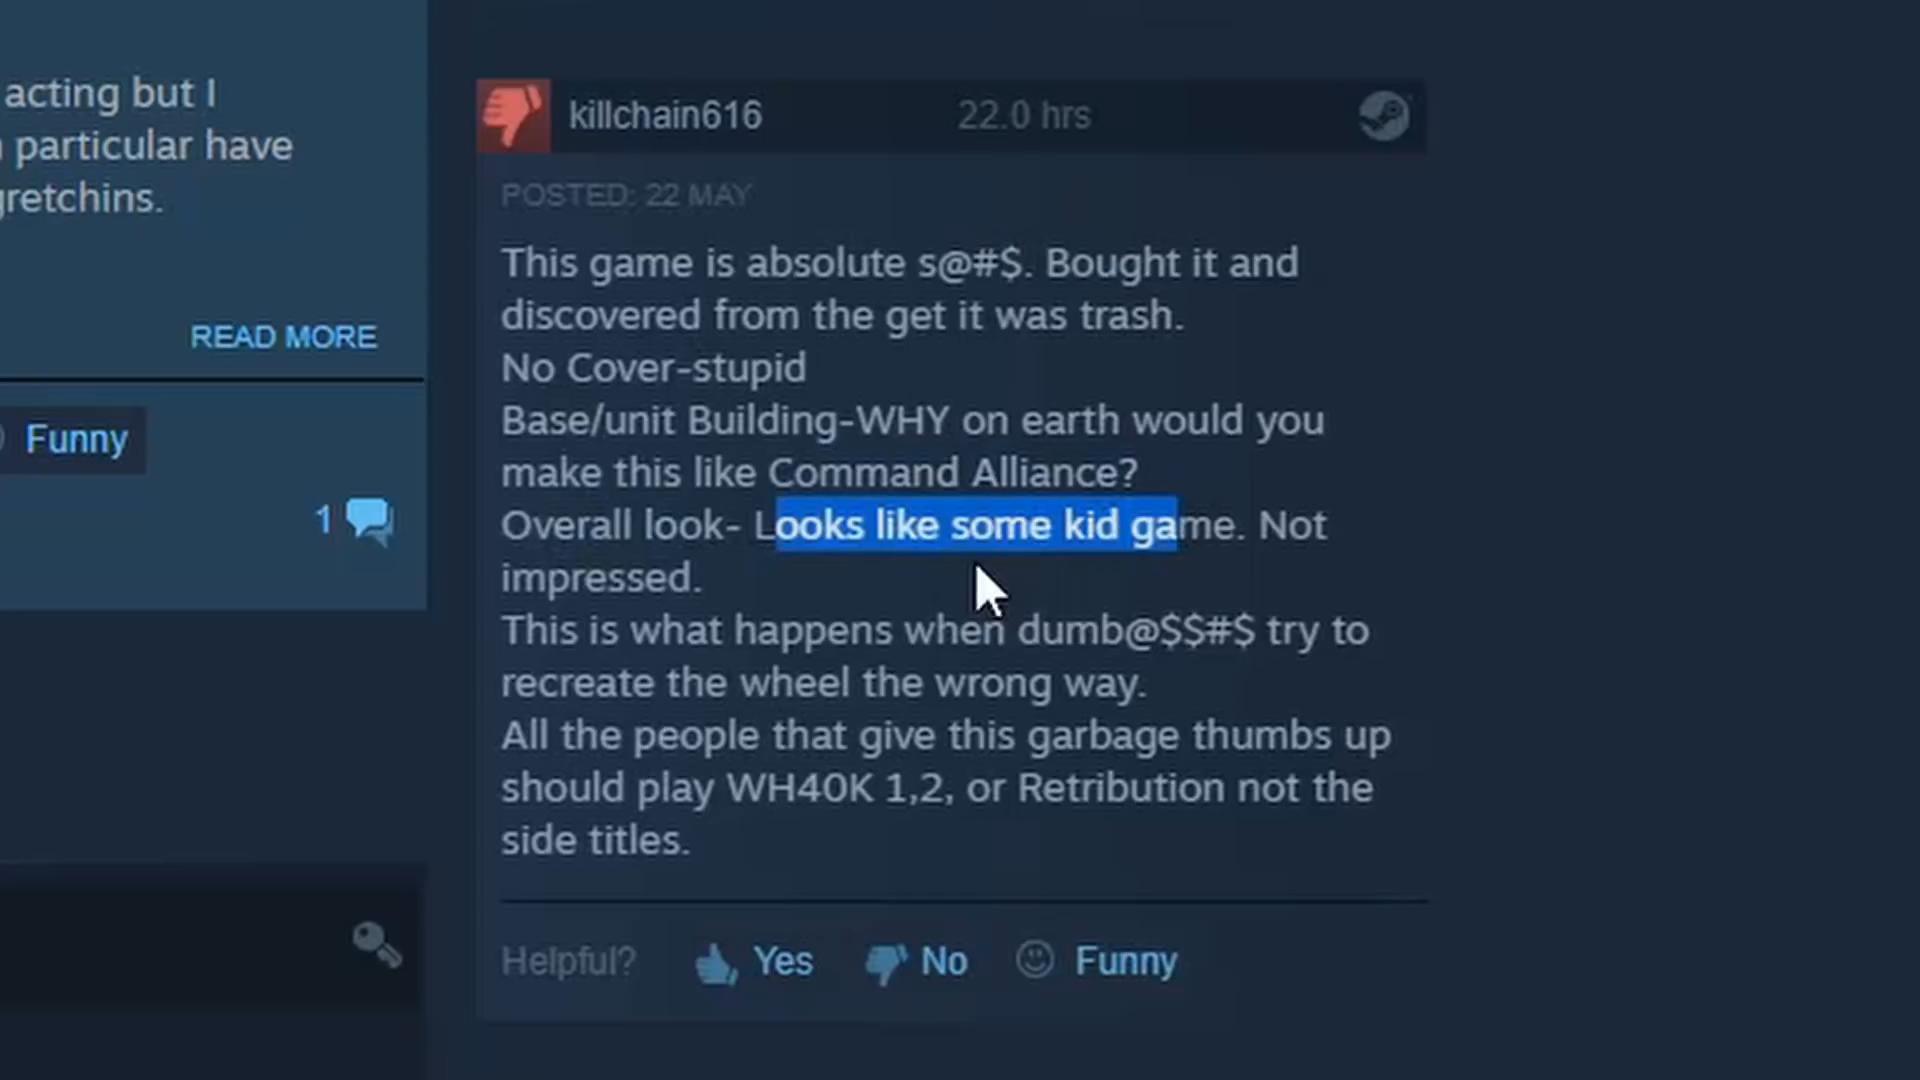 acting but I
particular have
gretchins.
READ MORE
Funny
1
killchain616 22.0 hrs
POSTED: 22 MAY
This game is absolute s@#$. Bought it and
discovered from the get it was trash.
No Cover-stupid
Base/unit Building-WHY on earth would you
make this like Command Alliance?
Overall look- Looks like some kid game. Not
impressed.
This is what happens when dumb@$$#$ try to
recreate the wheel the wrong way.
All the people that give this garbage thumbs up
should play WH40K 1,2, or Retribution not the
side titles.
Helpful? Yes No Funny